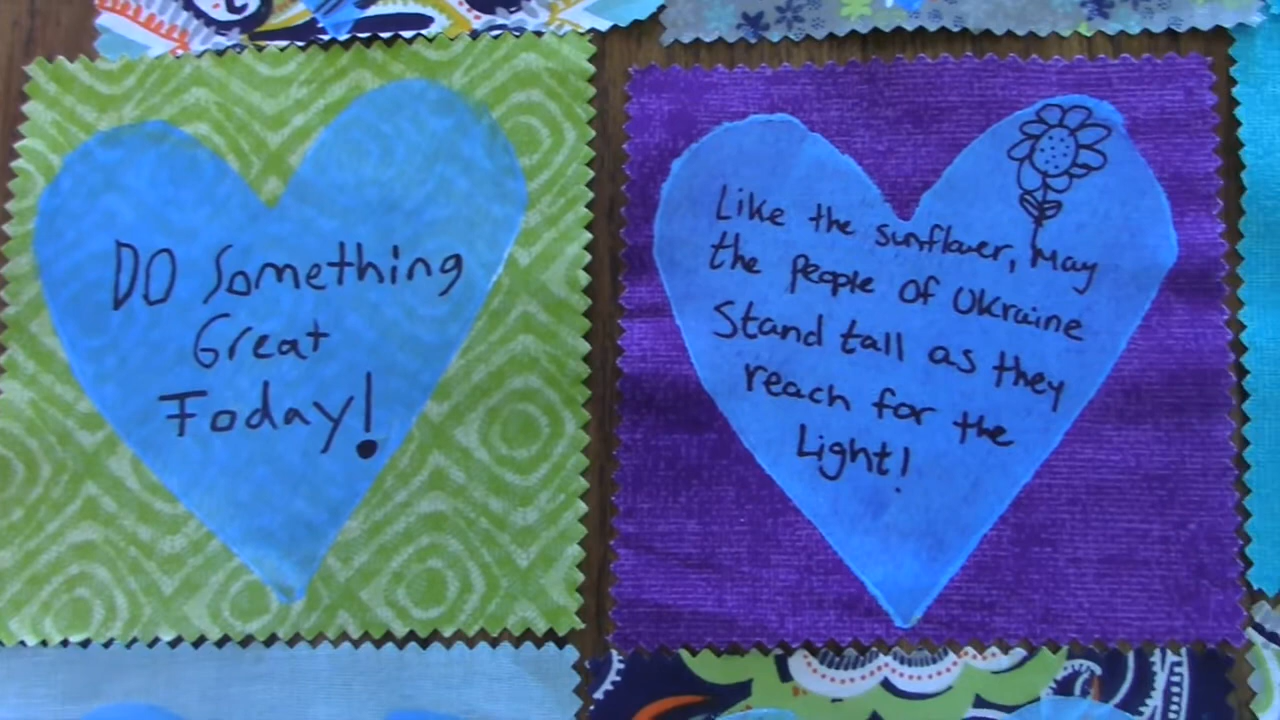 DO Something
Great
Today!
Like the sunflower, May
the people of Ukraine
Stand tall as they
reach for the
Light!